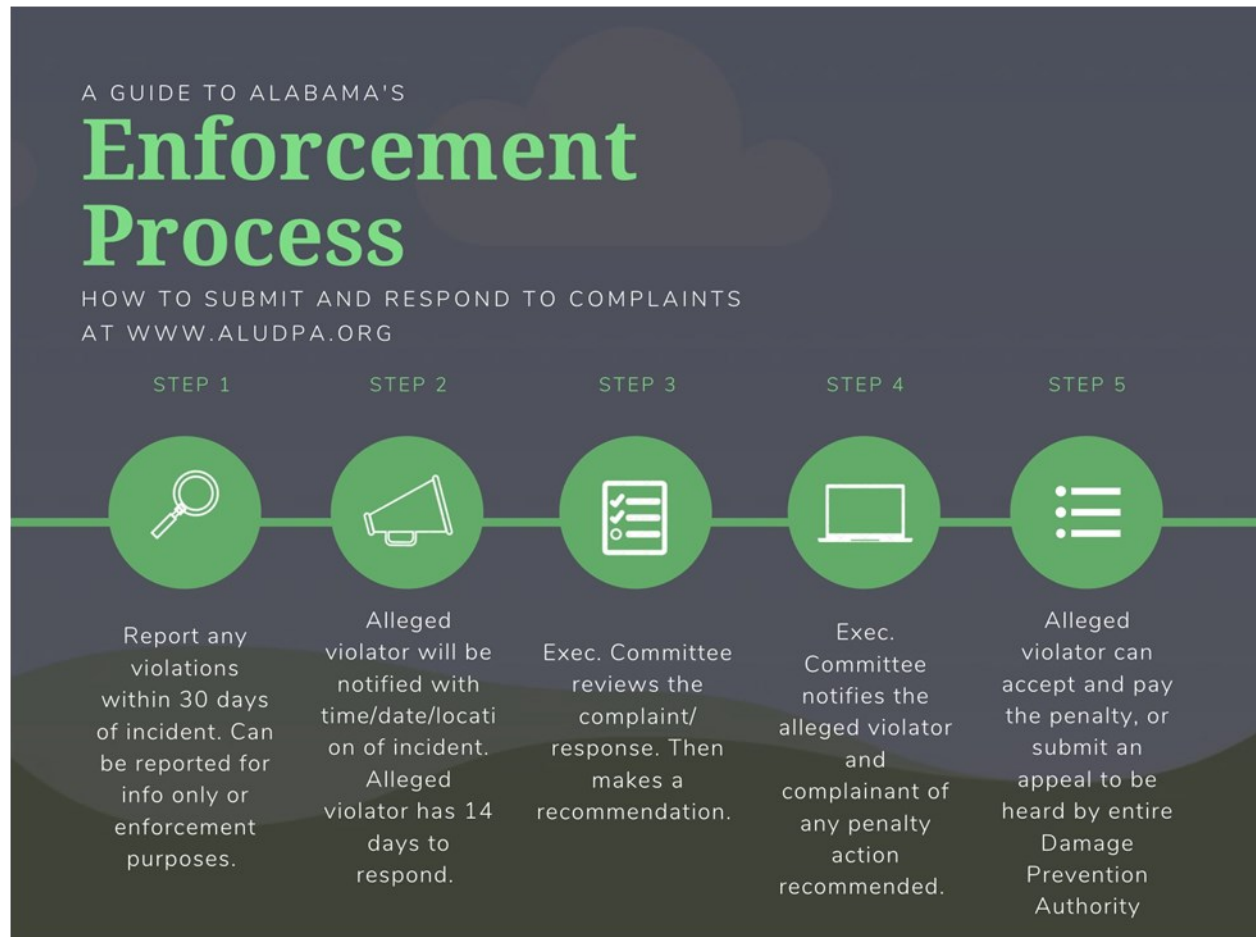 A GUIDE TO ALABAMA'S
Enforcement
Process
HOW TO SUBMIT AND RESPOND TO COMPLAINTS
AT WWW.ALUDPA.ORG
STEP 1
Report any
violations
within 30 days
of incident. Can
be reported for
info only or
enforcement
purposes.
STEP 2
Alleged
violator will be
notified with
time/date/locati
on of incident.
Alleged
violator has 14
days to
respond.
STEP 3
Exec. Committee
reviews the
complaint/
response. Then
makes a
recommendation.
STEP 4
Exec.
Committee
notifies the
alleged violator
and
complainant of
any penalty
action
recommended.
STEP 5
Alleged
violator can
accept and pay
the penalty, or
submit an
appeal to be
heard by entire
Damage
Prevention
Authority